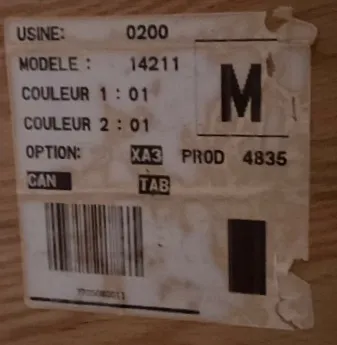 USINE: 0200
MODELE : 14211
M
COULEUR 1 : 01
COULEUR 2 : 01
OPTION: XA3 PROD 4835
CAN TAB